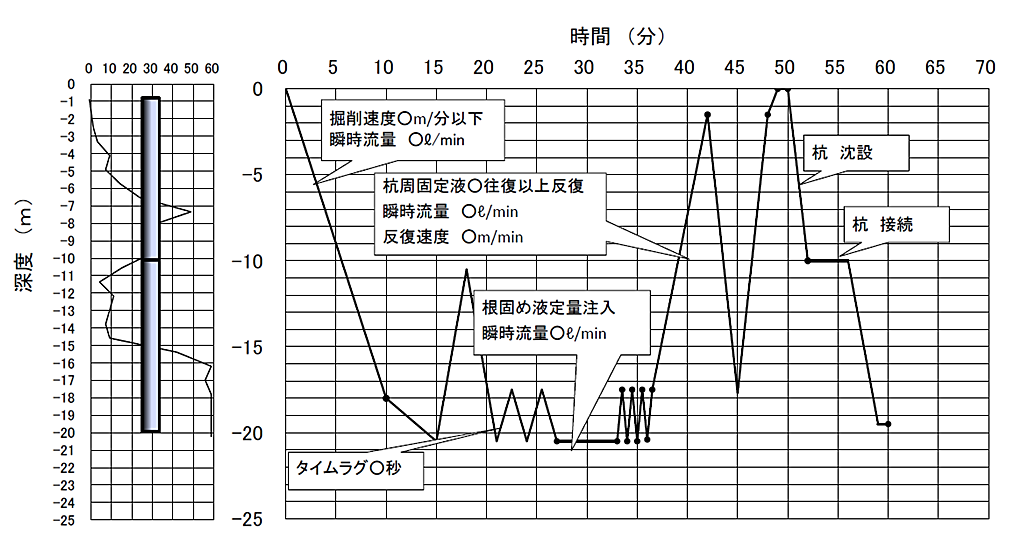 時間 （分）
0 10 20 30 40 50 60
0 5 10 15 20 25 30 35 40 45 50 55 60 65 70
深度 （m）
0
-1
-2
-3
-4
-5
-6
-7
-8
-9
-10
-11
-12
-13
-14
-15
-16
-17
-18
-19
-20
-21
-22
-23
-24
-25
0
-5
-10
-15
-20
-25
掘削速度〇m/分以下
瞬時流量 〇ℓ/min
杭周固定液〇往復以上反復
瞬時流量 〇ℓ/min
反復速度 〇m/min
杭 沈設
杭 接続
根固め液定量注入
瞬時流量〇ℓ/min
タイムラグ〇秒